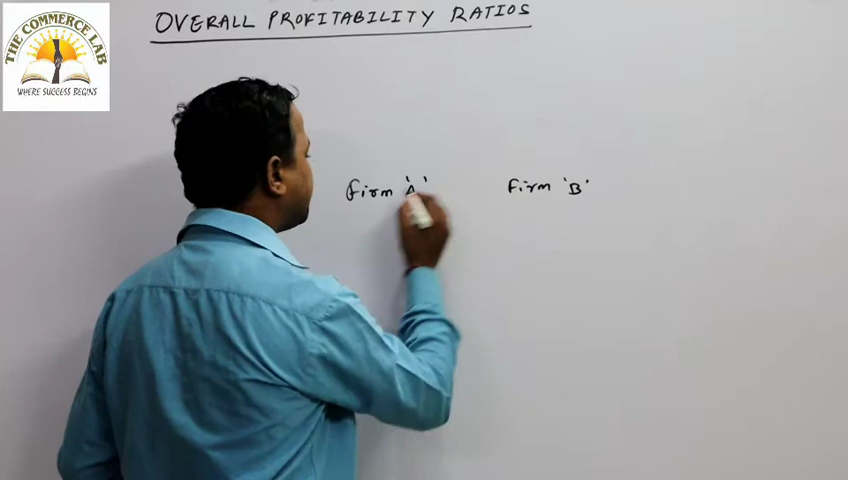 THE COMMERCE LAB
WHERE SUCCESS BEGINS
OVERALL PROFITABILITY RATIOS
Firm 'A' Firm 'B'